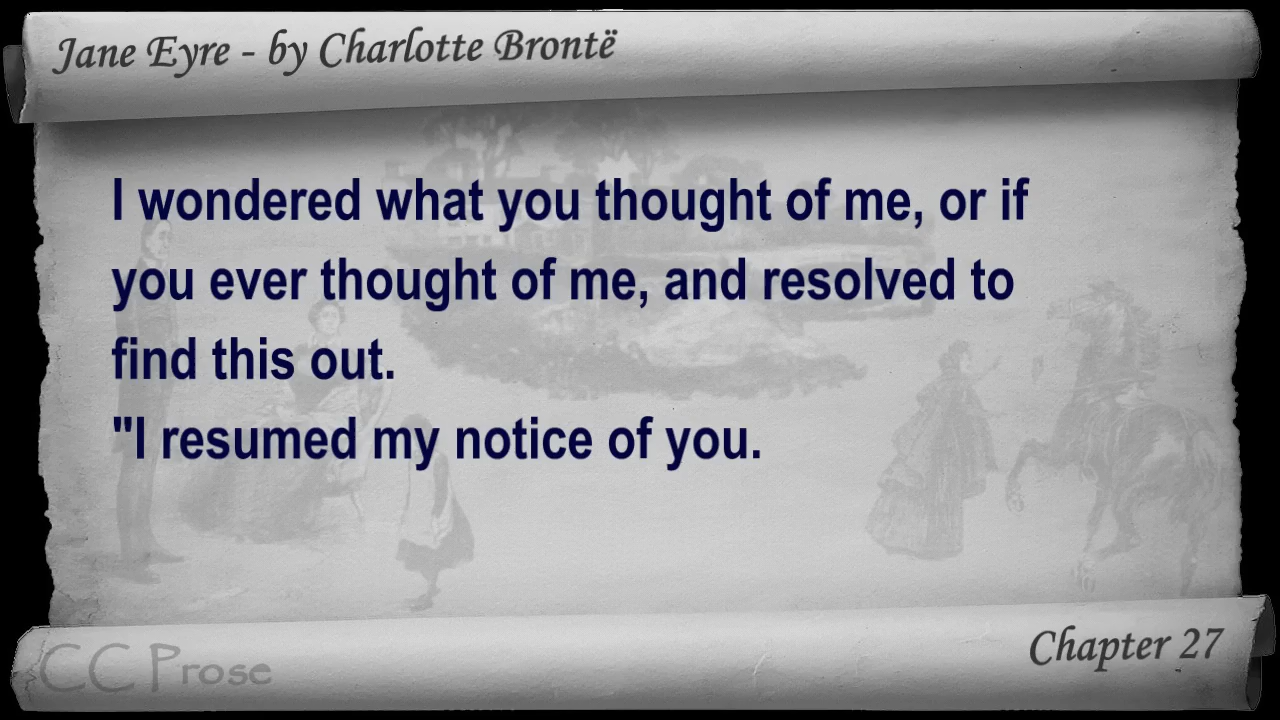 Jane Eyre - by Charlotte Brontë
I wondered what you thought of me, or if
you ever thought of me, and resolved to
find this out.
"I resumed my notice of you.
CC Prose
Chapter 27